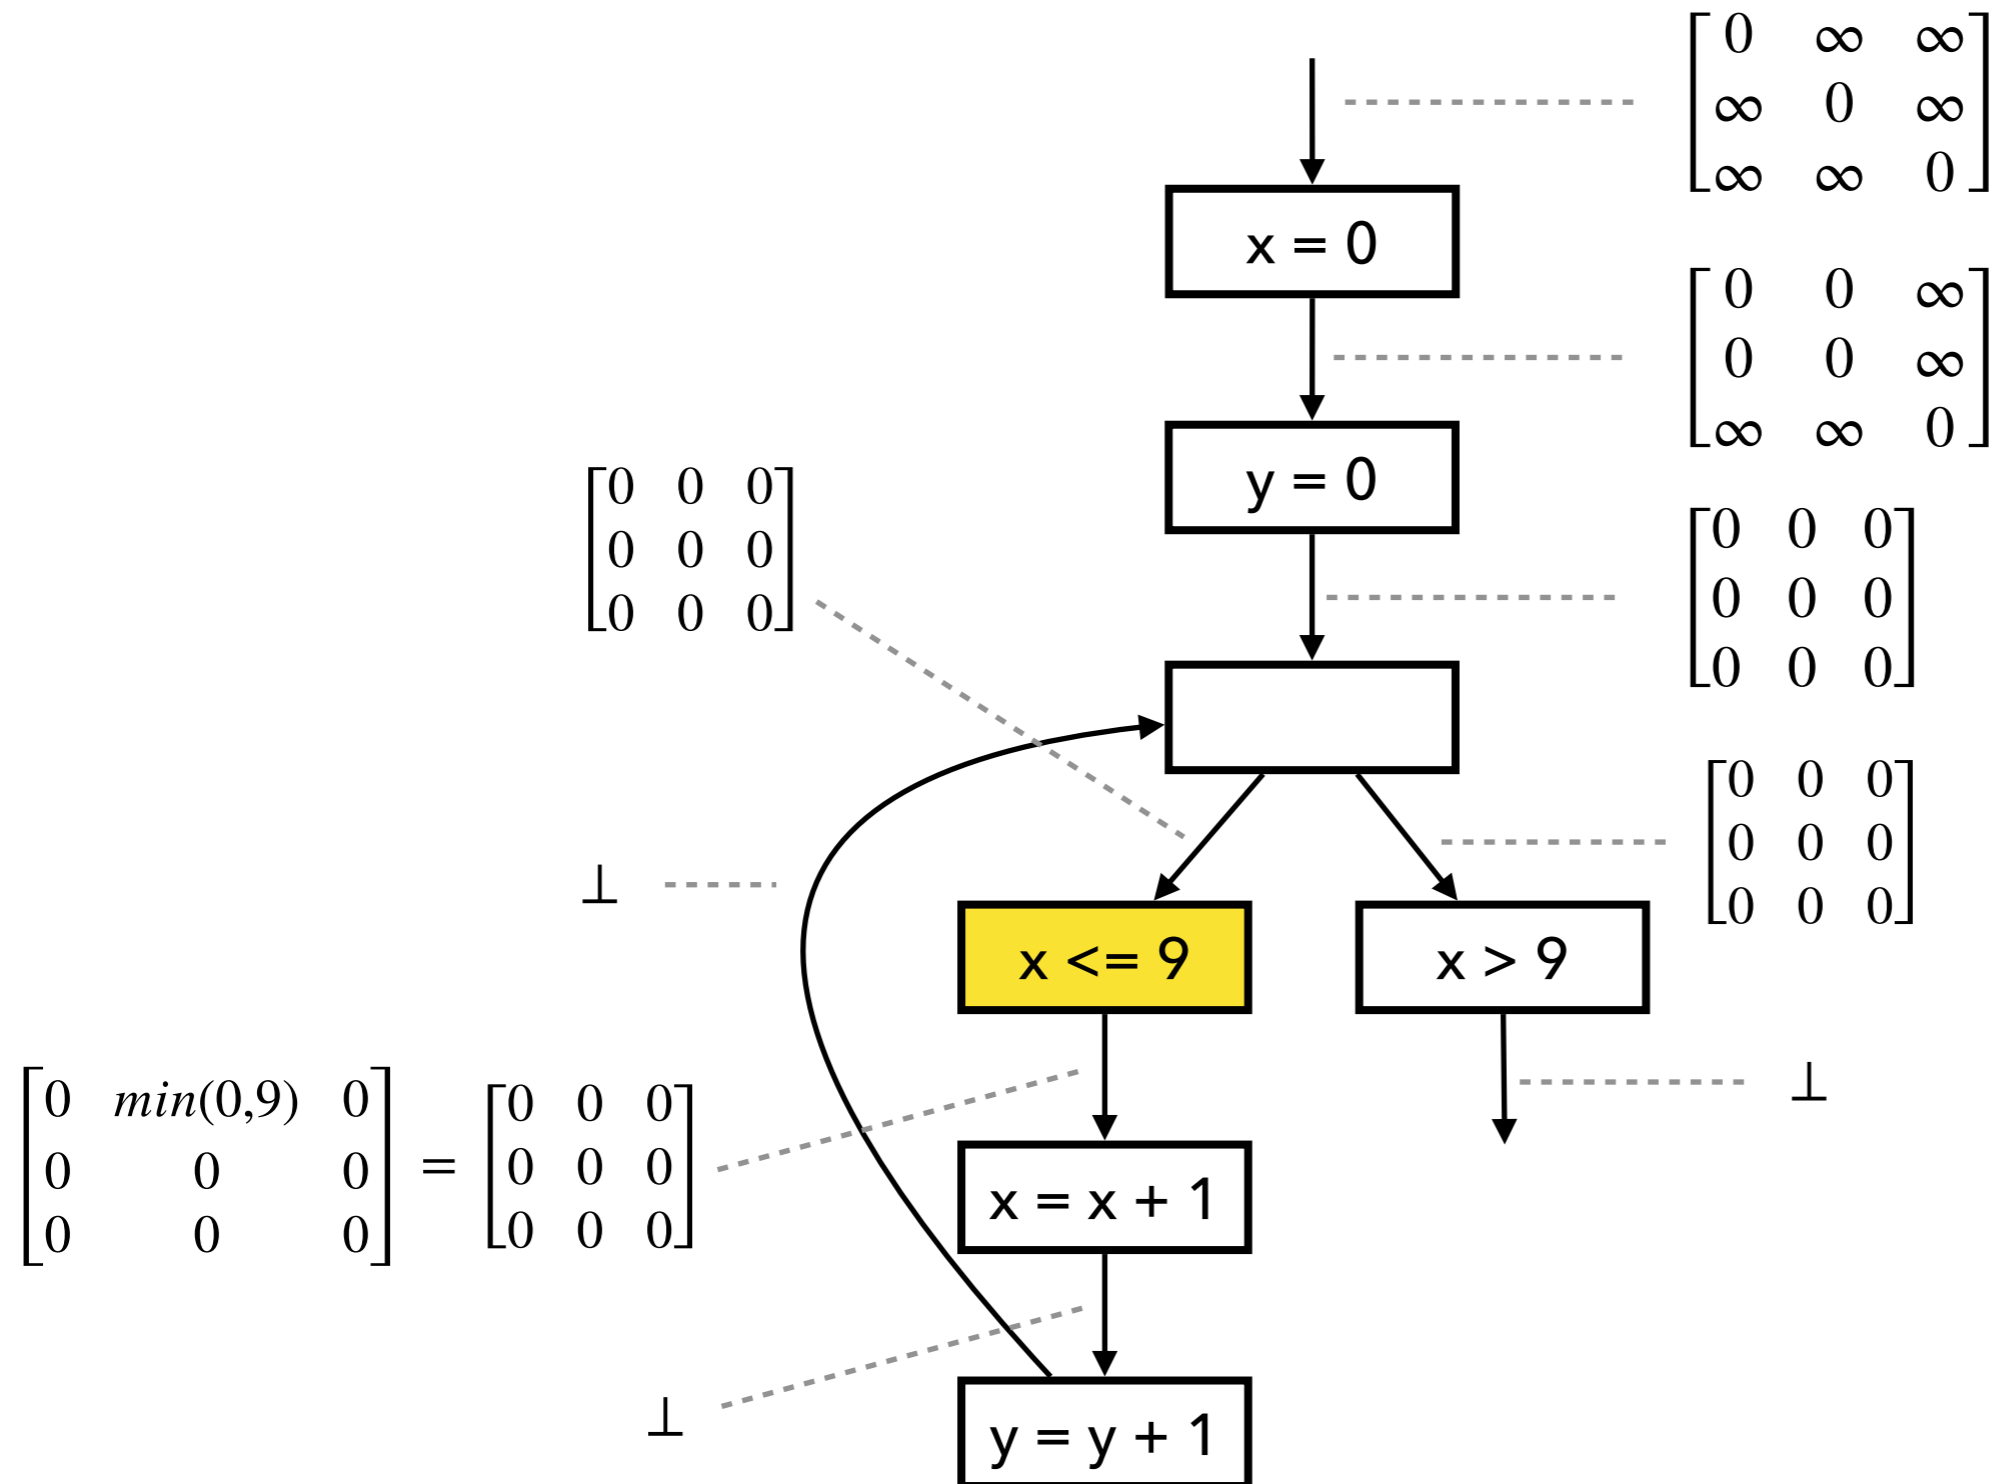 0 ∞ ∞
∞ 0 ∞
∞ ∞ 0
x = 0
0 0 ∞
0 0 ∞
∞ ∞ 0
y = 0
0 0 0
0 0 0
0 0 0
0 0 0
0 0 0
0 0 0
0 0 0
0 0 0
0 0 0
⊥
x <= 9
x > 9
0 min(0,9) 0
0 0 0
0 0 0
=
0 0 0
0 0 0
0 0 0
⊥
x = x + 1
⊥
y = y + 1